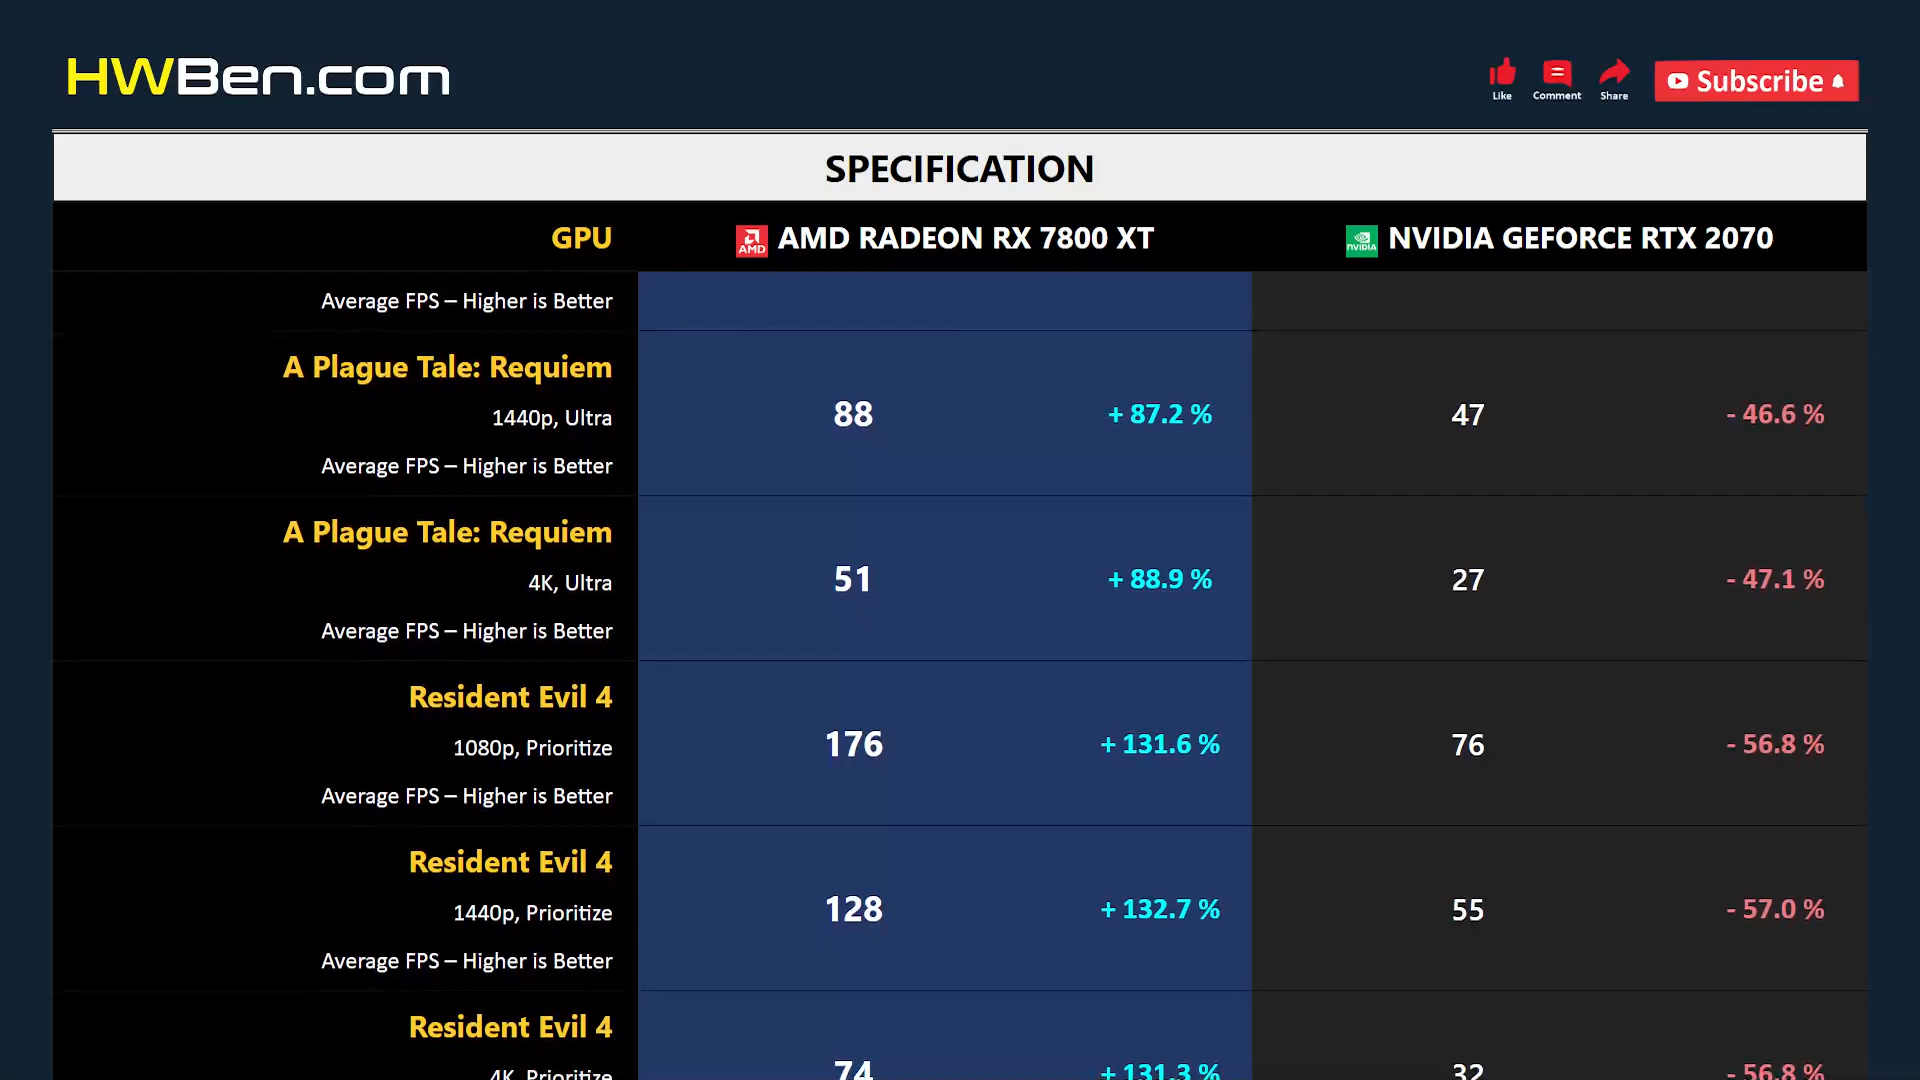 HWBen.com
Like Comment Share Subscribe
SPECIFICATION
GPU AMD AMD RADEON RX 7800 XT NVIDIA NVIDIA GEFORCE RTX 2070
Average FPS – Higher is Better
A Plague Tale: Requiem
1440p, Ultra
88 + 87.2 % 47 - 46.6 %
Average FPS – Higher is Better
A Plague Tale: Requiem
4K, Ultra
51 + 88.9 % 27 - 47.1 %
Average FPS – Higher is Better
Resident Evil 4
1080p, Prioritize
176 + 131.6 % 76 - 56.8 %
Average FPS – Higher is Better
Resident Evil 4
1440p, Prioritize
128 + 132.7 % 55 - 57.0 %
Average FPS – Higher is Better
Resident Evil 4
4K, Prioritize
74 + 131.3 % 32 - 56.8 %